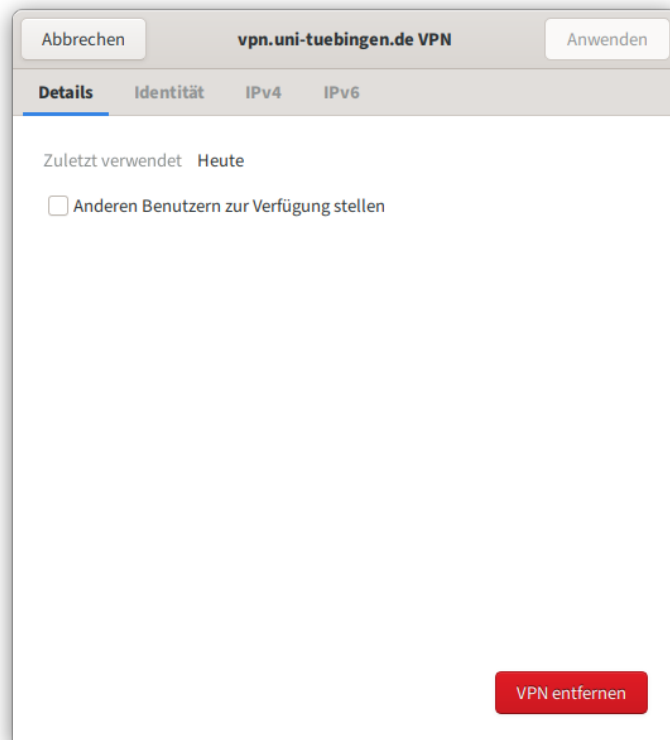 Abbrechen vpn.uni-tuebingen.de VPN Anwenden
Details Identität IPv4 IPv6
Zuletzt verwendet Heute
Anderen Benutzern zur Verfügung stellen
VPN entfernen